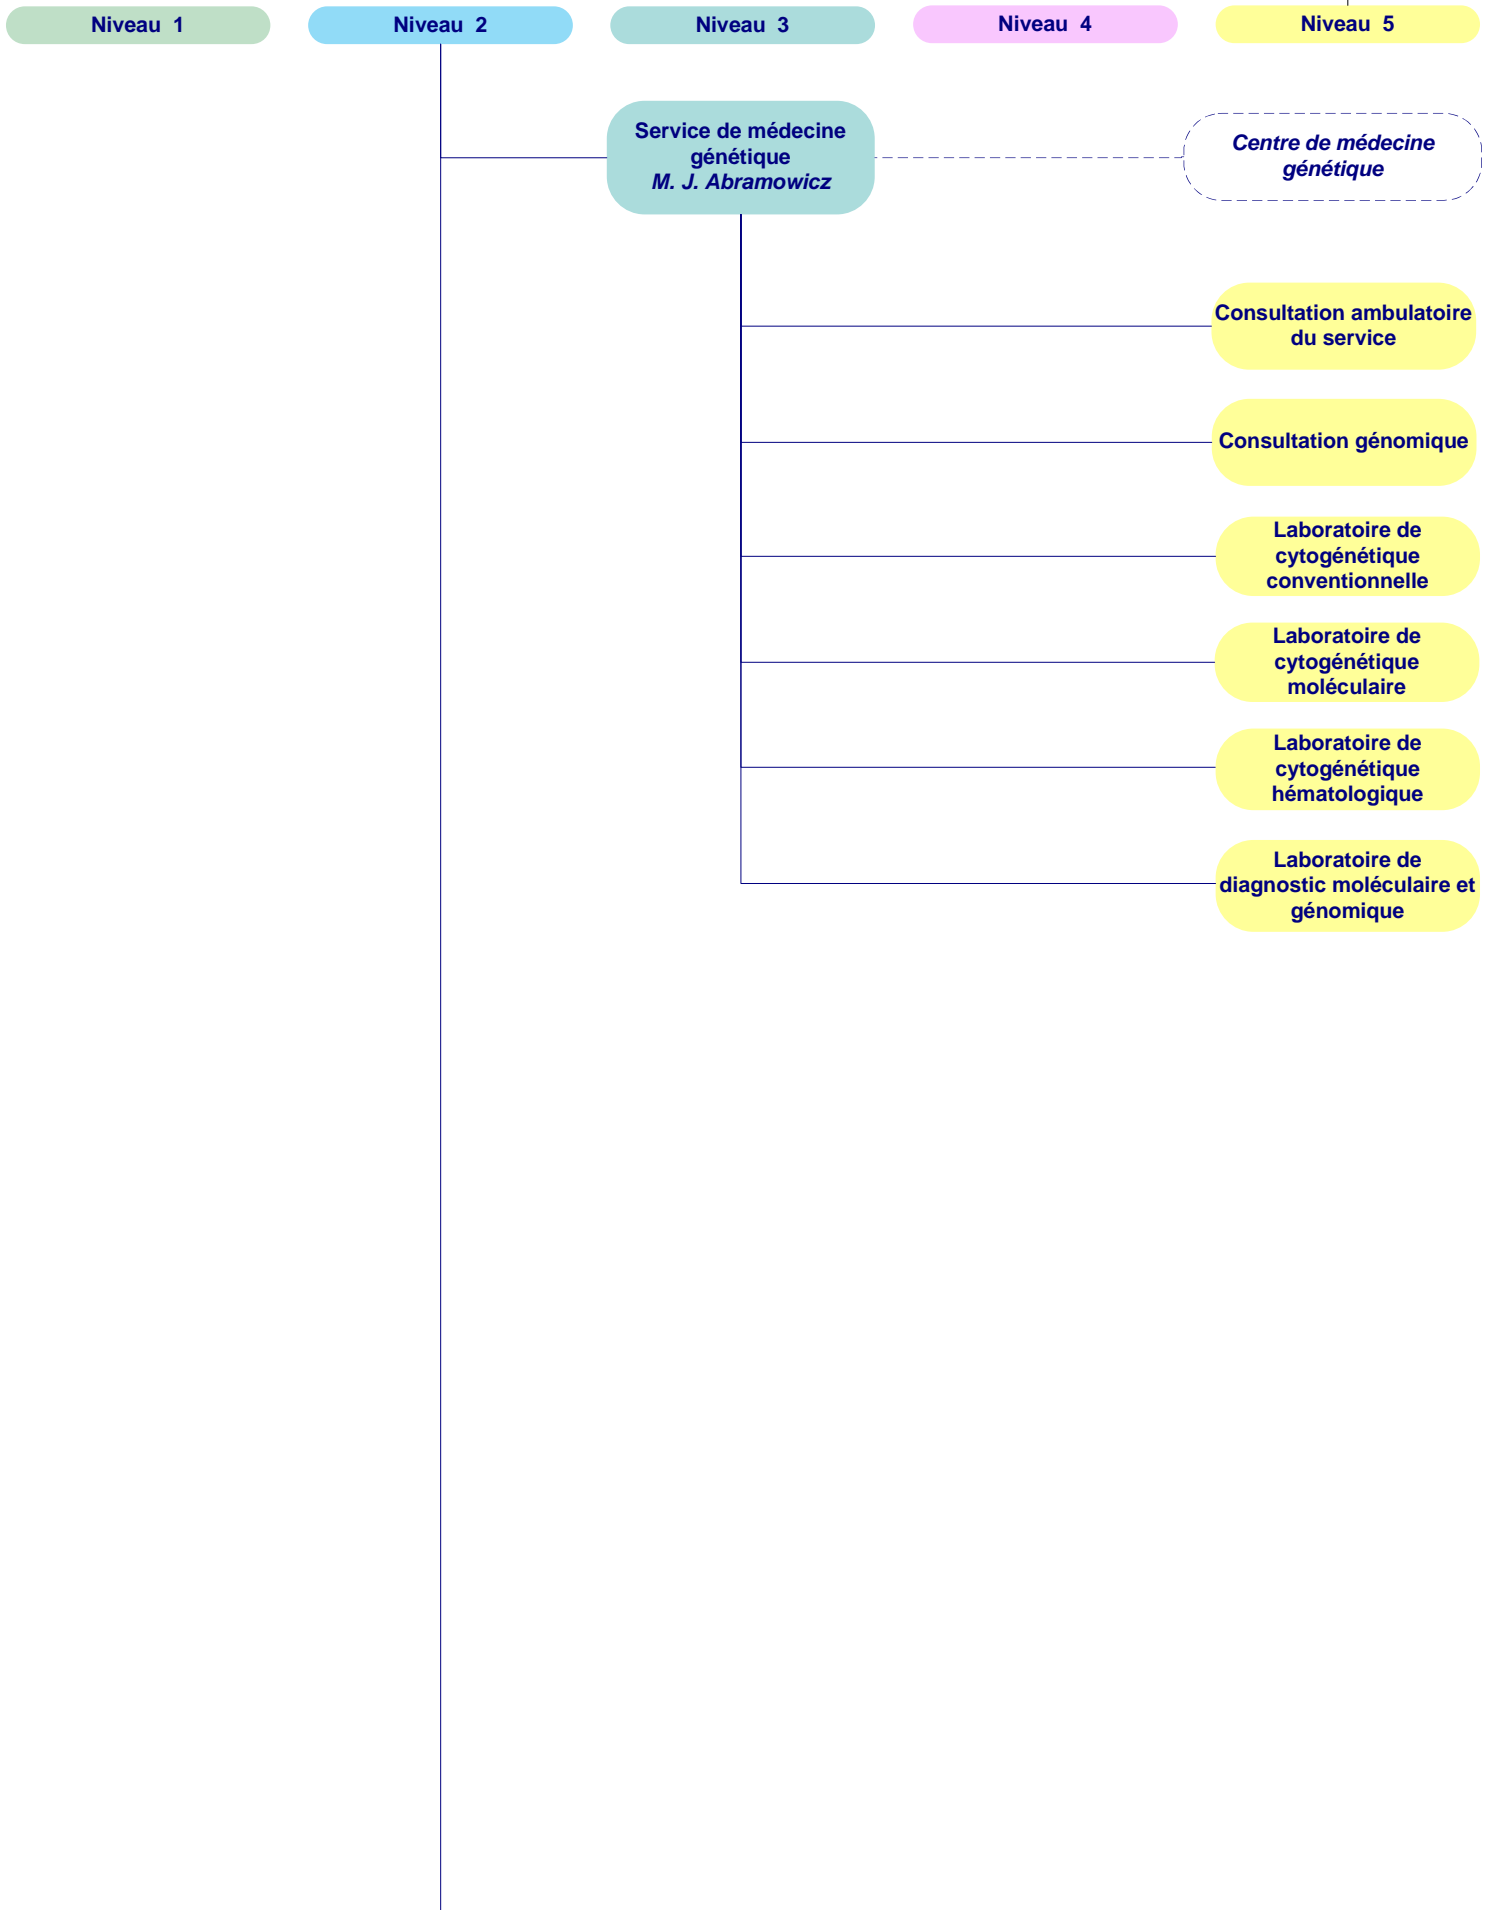 Niveau 1
Niveau 2
Niveau 3
Niveau 4
Niveau 5
Service de médecine
génétique
M. J. Abramowicz
Centre de médecine
génétique
Consultation ambulatoire
du service
Consultation génomique
Laboratoire de
cytogénétique
conventionnelle
Laboratoire de
cytogénétique
moléculaire
Laboratoire de
cytogénétique
hématologique
Laboratoire de
diagnostic moléculaire et
génomique